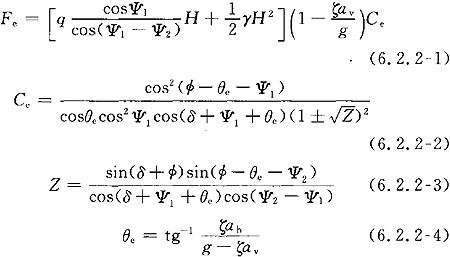 F_e = [q cosΨ_1 / cos(Ψ_1 − Ψ_2) H + 1/2 γH^2](1 − ζa_v / g)C_e
(6.2.2-1)
C_e = cos^2(ϕ − θ_e − Ψ_1) / cosθ_e cos^2Ψ_1 cos(δ + Ψ_1 + θ_e)(1 ± √Z)^2
(6.2.2-2)
Z = sin(δ + ϕ)sin(ϕ − θ_e − Ψ_2) / cos(δ + Ψ_1 + θ_e)cos(Ψ_2 − Ψ_1) (6.2.2-3)
θ_e = tg^−1 ζa_h / g − ζa_v (6.2.2-4)